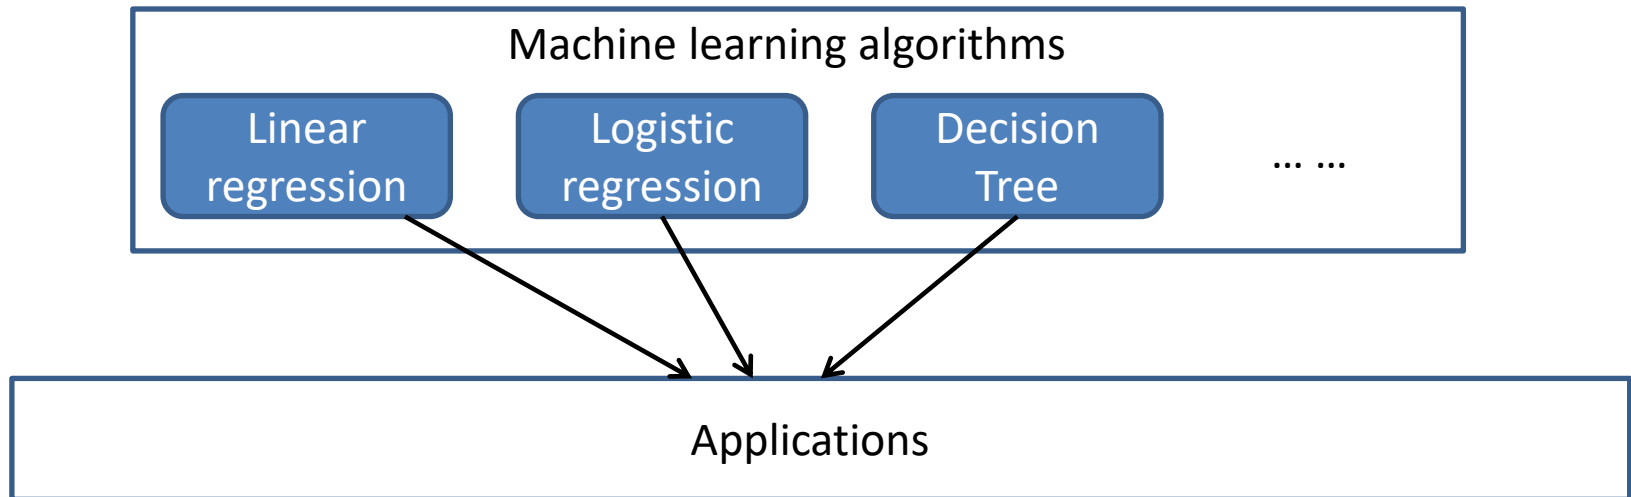 Machine learning algorithms
Linear
regression
Logistic
regression
Decision
Tree
... ...
Applications